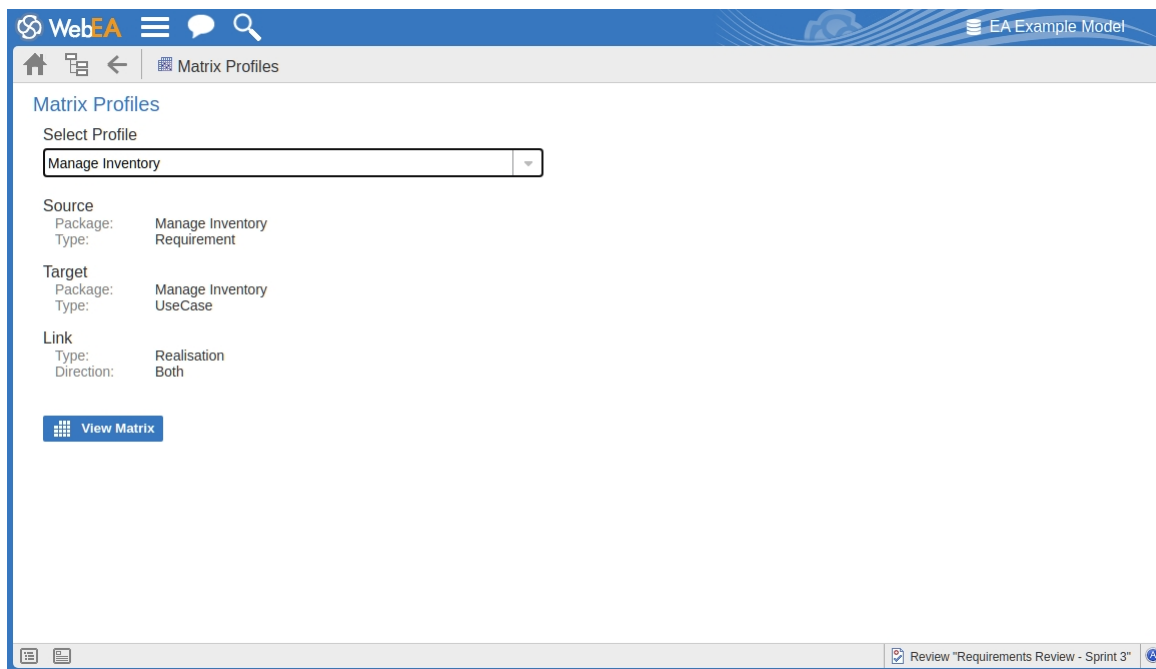 WebEA
EA Example Model
Matrix Profiles
Matrix Profiles
Select Profile
Manage Inventory
Source
Package: Manage Inventory
Type: Requirement
Target
Package: Manage Inventory
Type: UseCase
Link
Type: Realisation
Direction: Both
View Matrix
Review "Requirements Review - Sprint 3"